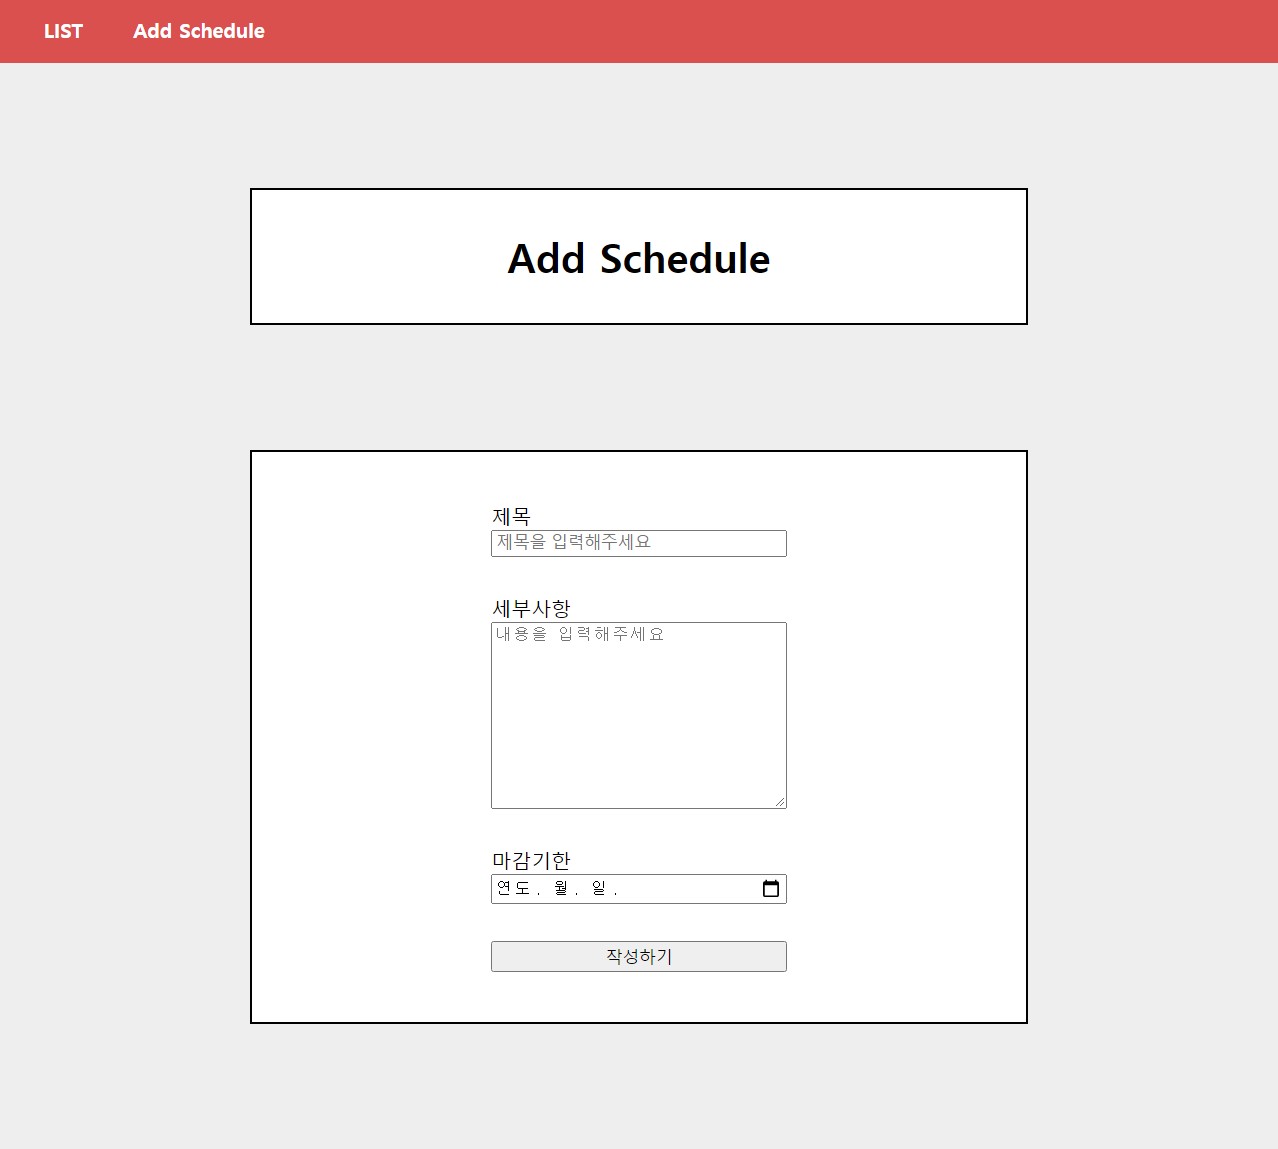 LIST Add Schedule
Add Schedule
제목
제목을 입력해주세요
세부사항
내용을 입력해주세요
마감기한
연도. 월. 일.
작성하기